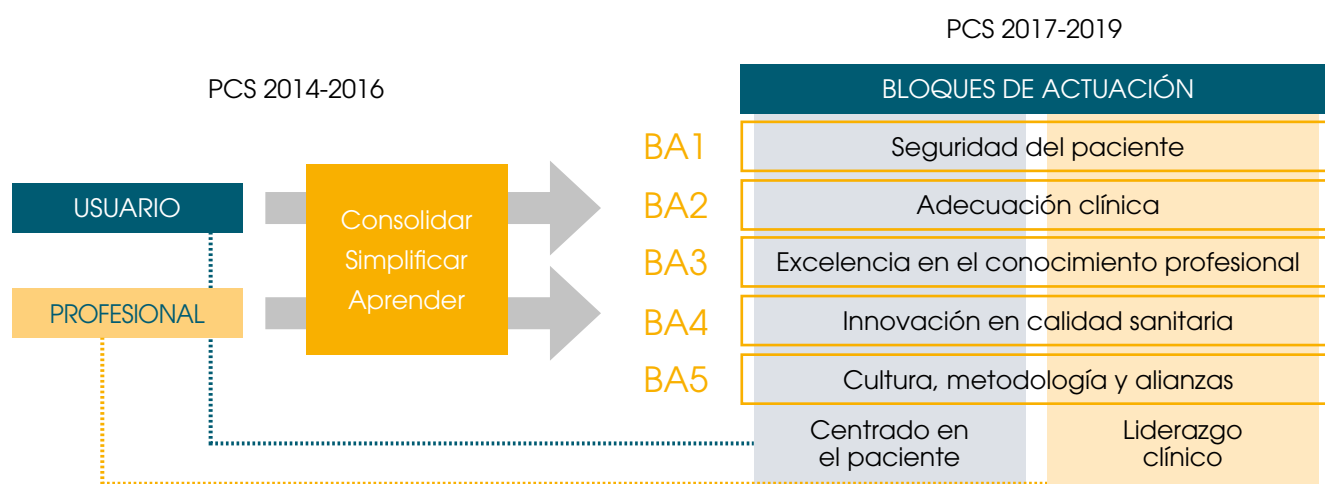 PCS 2014-2016
USUARIO
PROFESIONAL
Consolidar
Simplificar
Aprender
PCS 2017-2019
BLOQUES DE ACTUACIÓN
BA1 Seguridad del paciente
BA2 Adecuación clínica
BA3 Excelencia en el conocimiento profesional
BA4 Innovación en calidad sanitaria
BA5 Cultura, metodología y alianzas
Centrado en
el paciente
Liderazgo
clínico